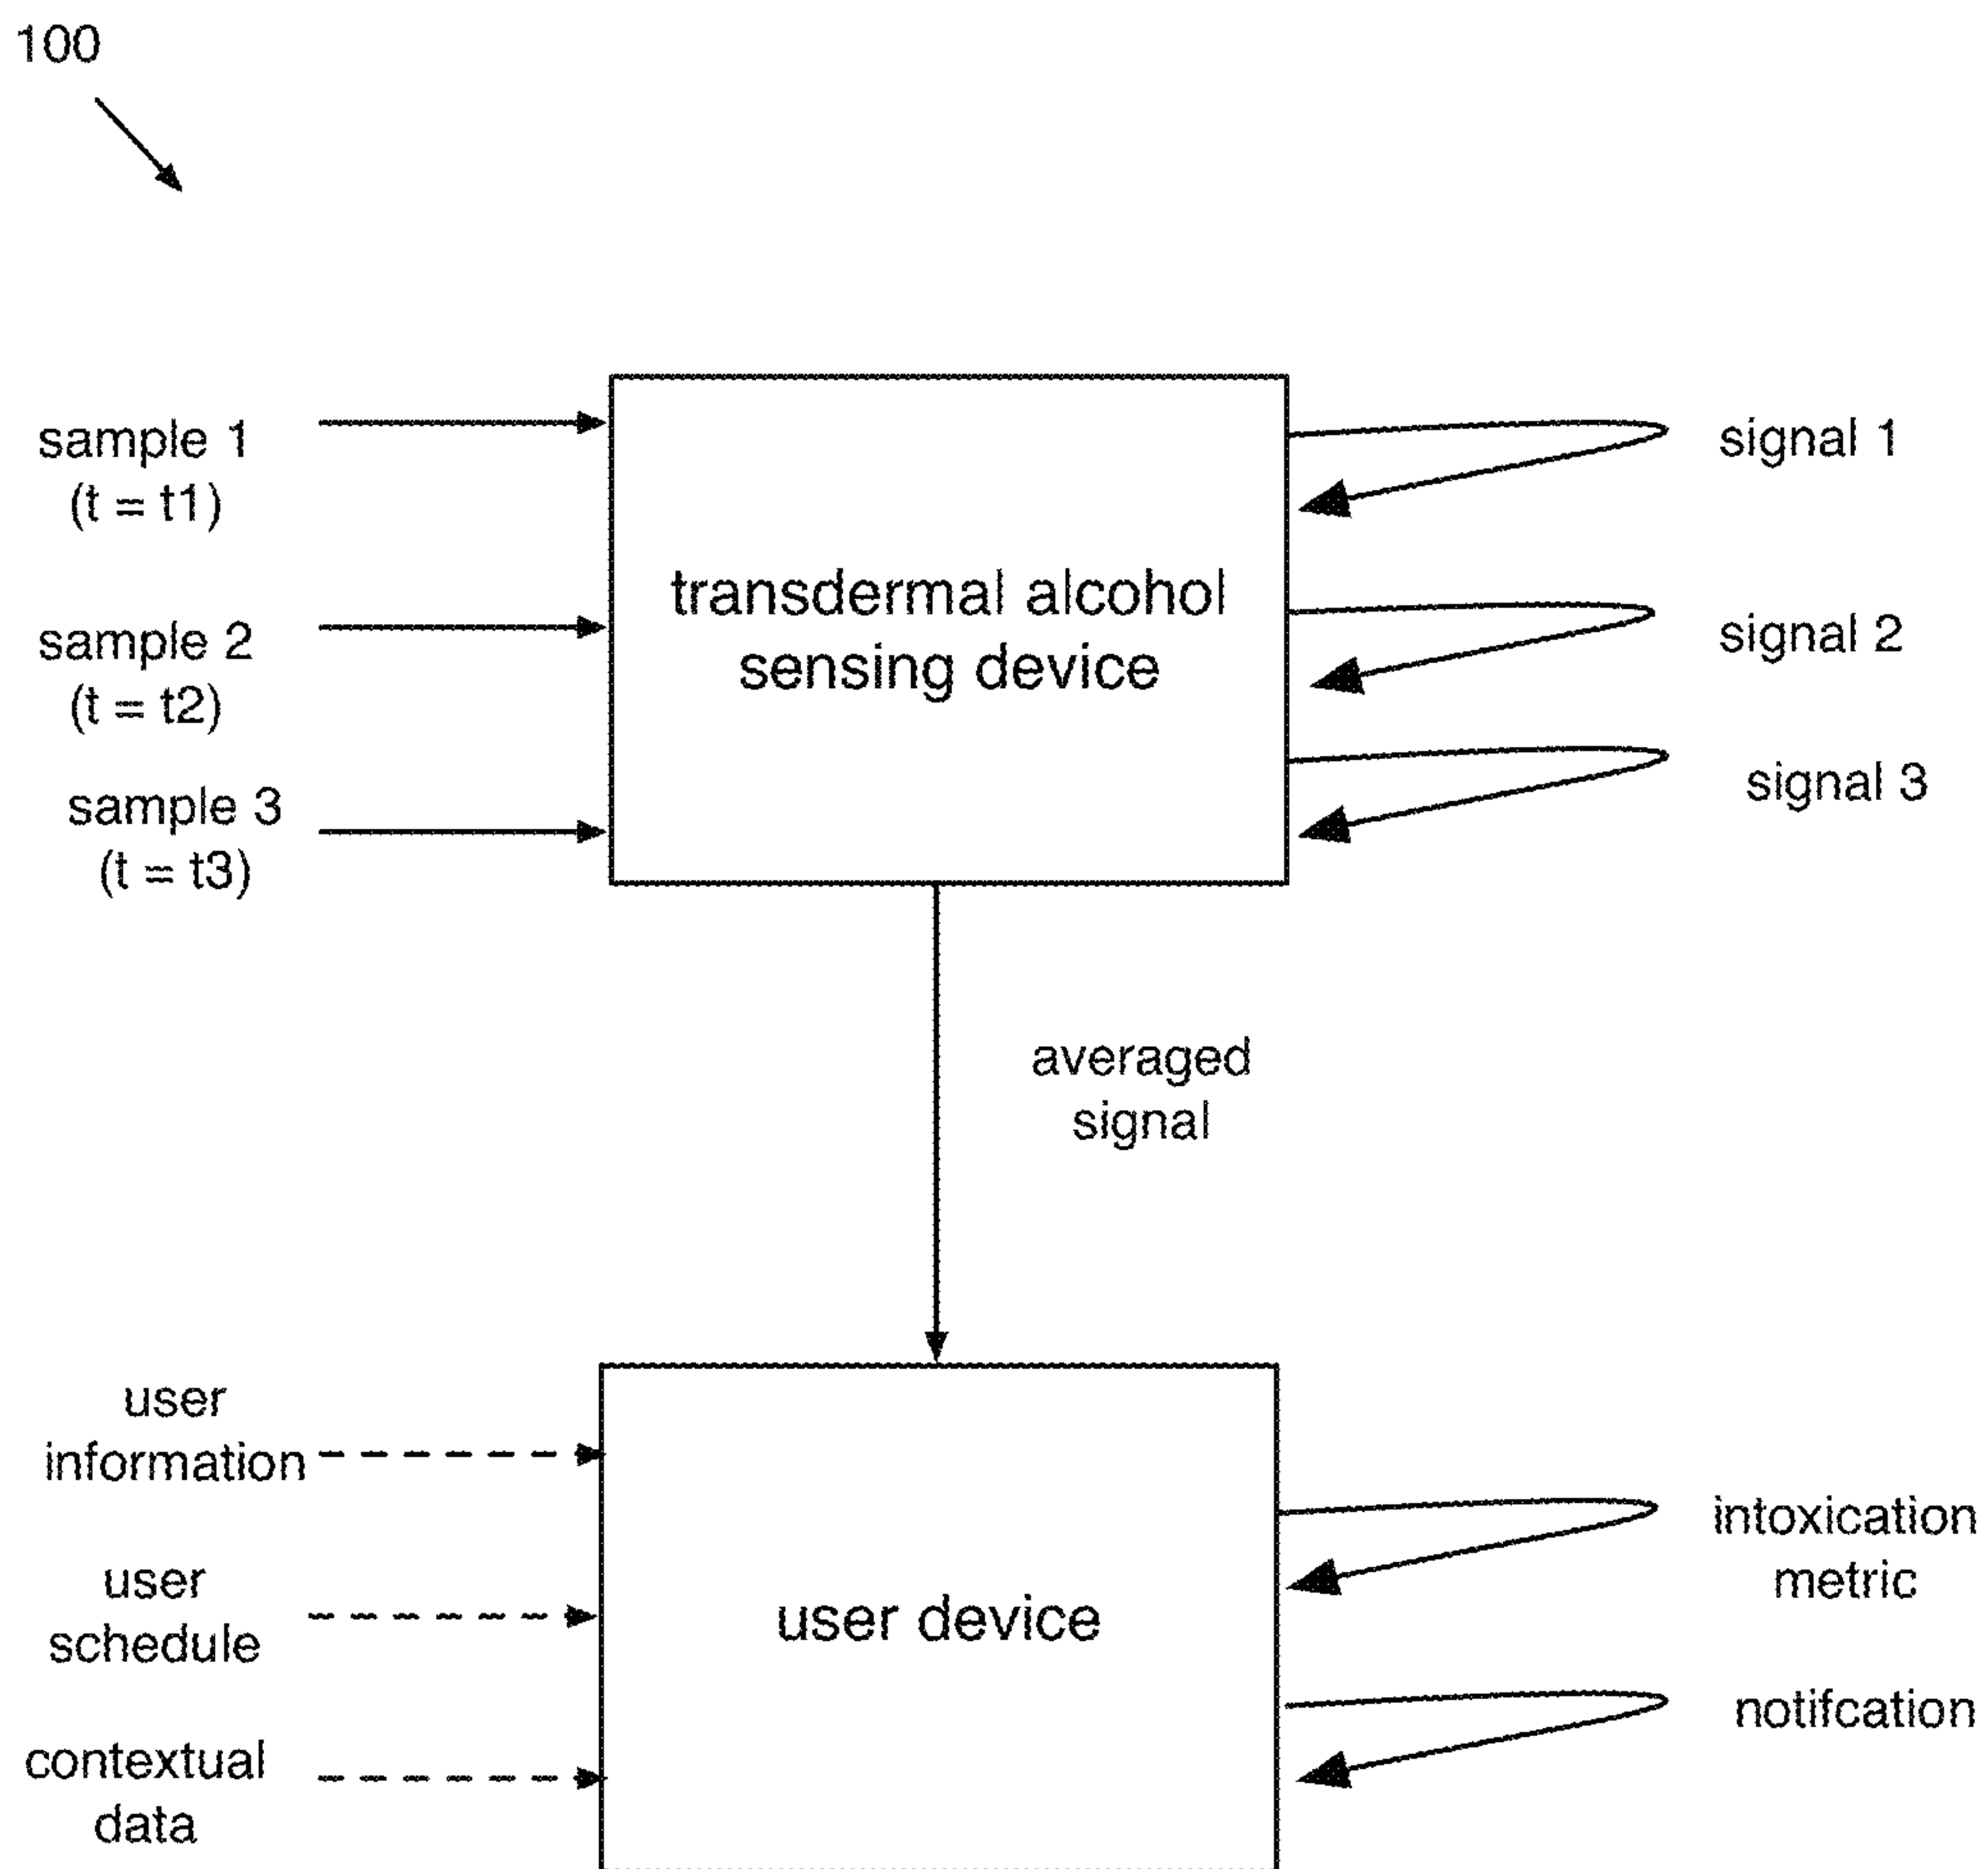 100
sample 1
(t = t1)
signal 1
transdermal alcohol
sensing device
sample 2
(t = t2)
signal 2
sample 3
(t = t3)
signal 3
averaged
signal
user
information
user
schedule
contextual
data
user device
intoxication
metric
notifcation